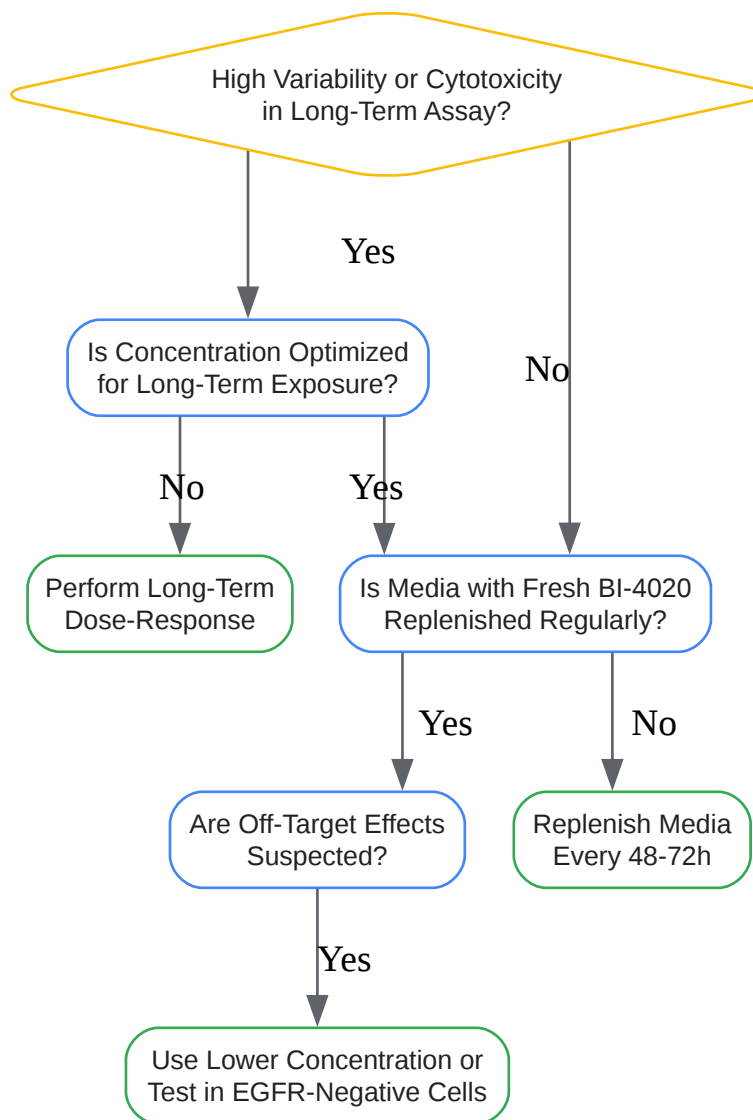 High Variability or Cytotoxicity
in Long-Term Assay?
Yes
Is Concentration Optimized
for Long-Term Exposure?
No
No
Yes
Perform Long-Term
Dose-Response
Is Media with Fresh BI-4020
Replenished Regularly?
Yes
No
Are Off-Target Effects
Suspected?
Replenish Media
Every 48-72h
Yes
Use Lower Concentration or
Test in EGFR-Negative Cells